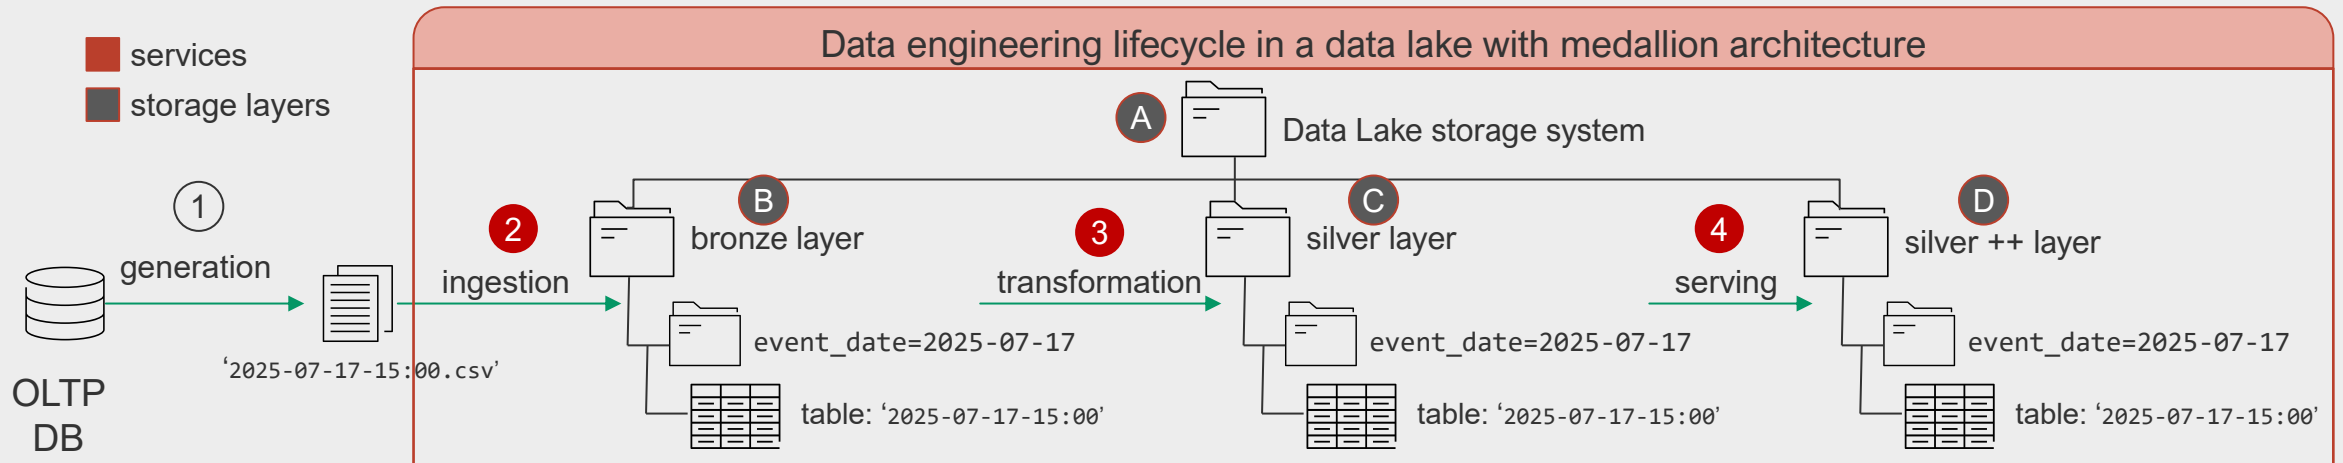 Data engineering lifecycle in a data lake with medallion architecture
services
storage layers
A
Data Lake storage system
1
generation
2
ingestion
B
bronze layer
3
transformation
C
silver layer
4
serving
D
silver ++ layer
OLTP
DB
‘2025-07-17-15:00.csv’
event_date=2025-07-17
table: ‘2025-07-17-15:00’
event_date=2025-07-17
table: ‘2025-07-17-15:00’
event_date=2025-07-17
table: ‘2025-07-17-15:00’